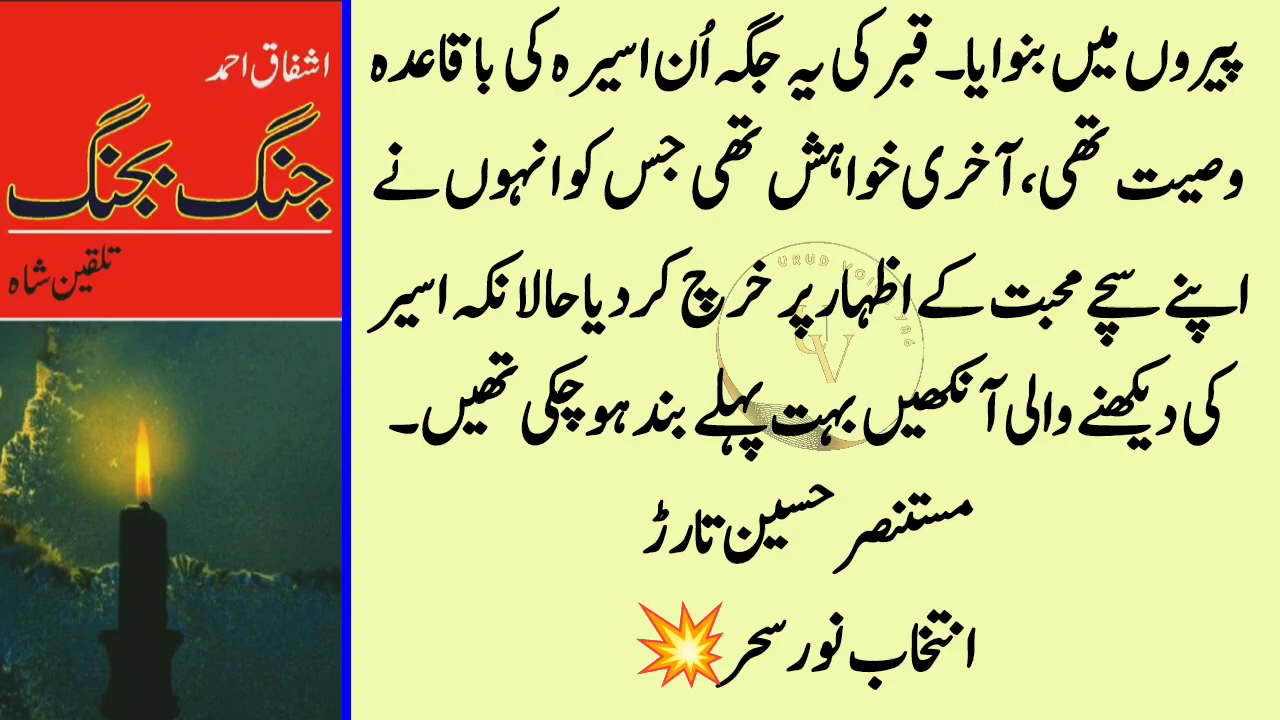 اشفاق احمد
جنگ بجنگ
تلقین شاہ
پیروں میں بنوایا۔ قبر کی یہ جگہ اُن اسیرہ کی باقاعدہ
وصیت تھی، آخری خواہش تھی جس کو انہوں نے
اپنے سچے محبت کے اظہار پر خرچ کر دیا حالانکہ اسیر
کی دیکھنے والی آنکھیں بہت پہلے بند ہو چکی تھیں۔
مستنصر حسین تارڑ
انتخاب نور سحر💥